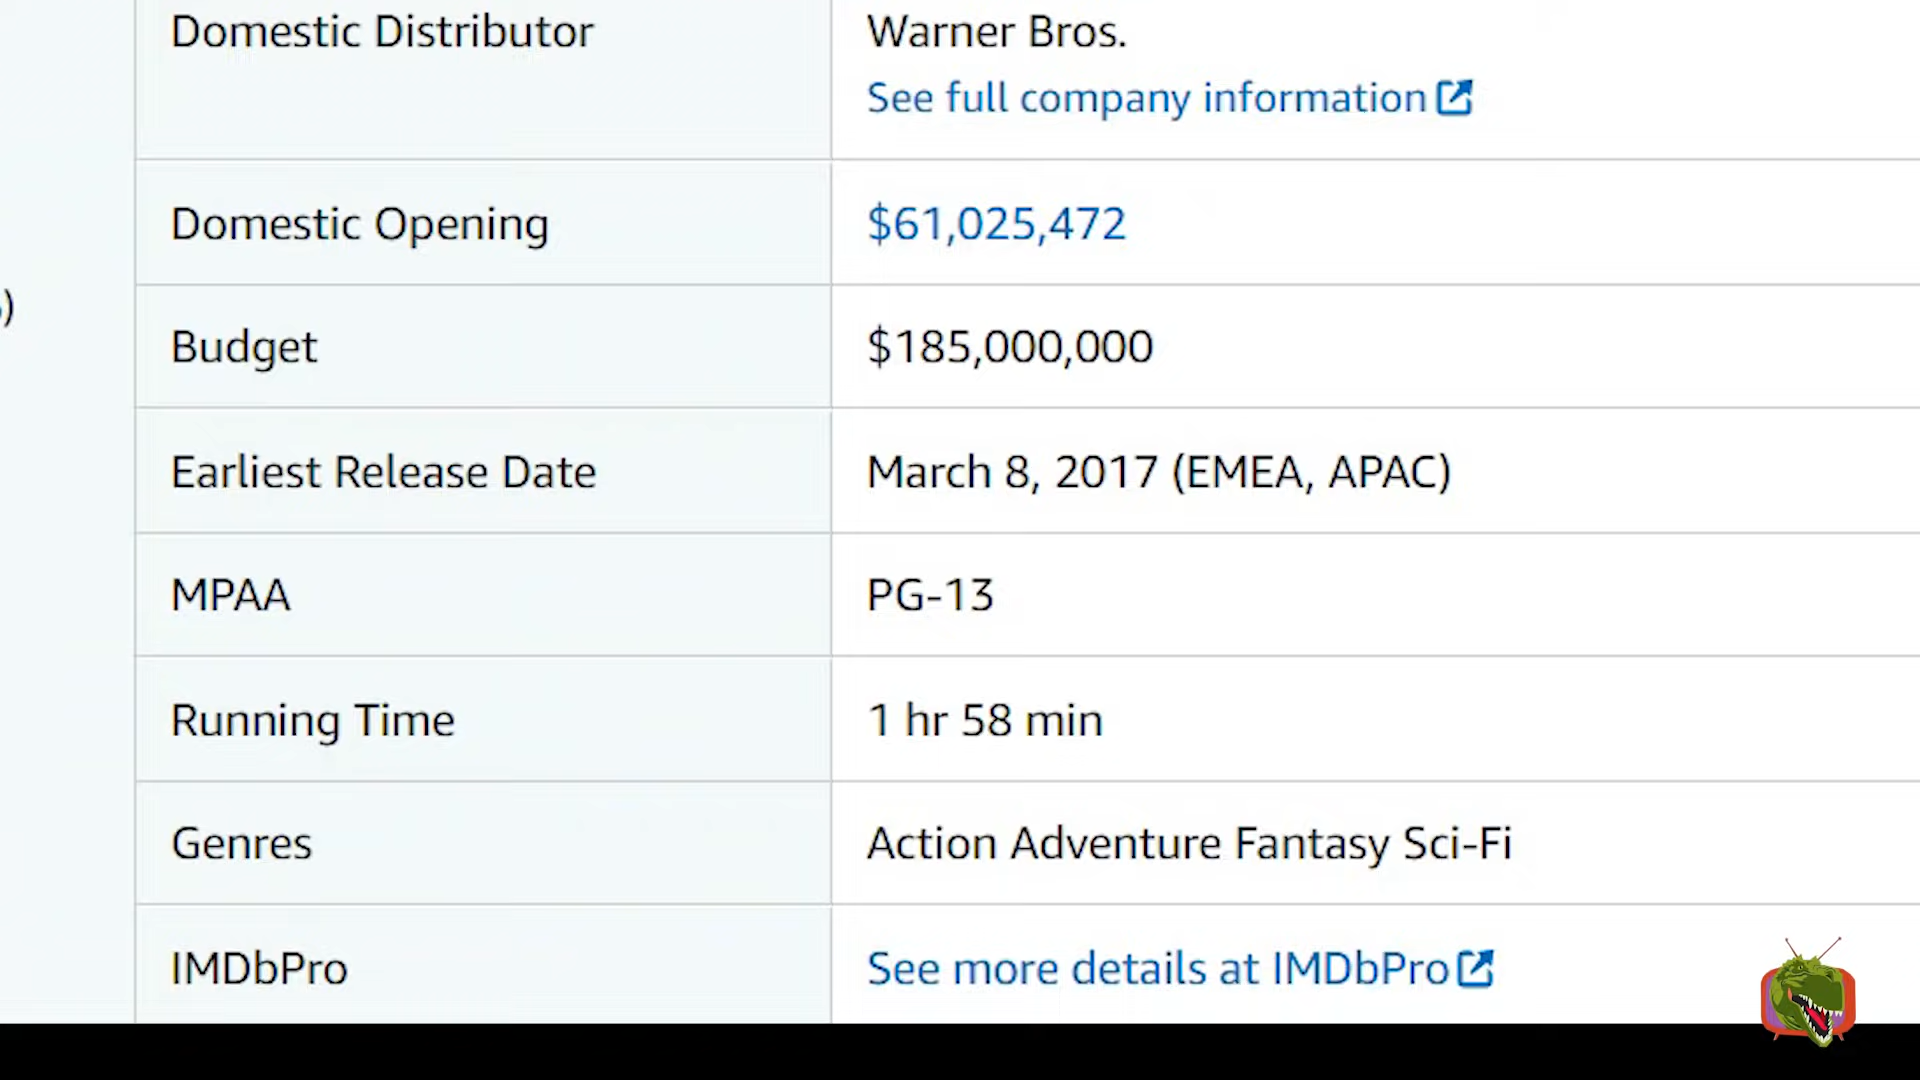 Domestic Distributor
Warner Bros.
See full company information
Domestic Opening
$61,025,472
)
Budget
$185,000,000
Earliest Release Date
March 8, 2017 (EMEA, APAC)
MPAA
PG-13
Running Time
1 hr 58 min
Genres
Action Adventure Fantasy Sci-Fi
IMDbPro
See more details at IMDbPro